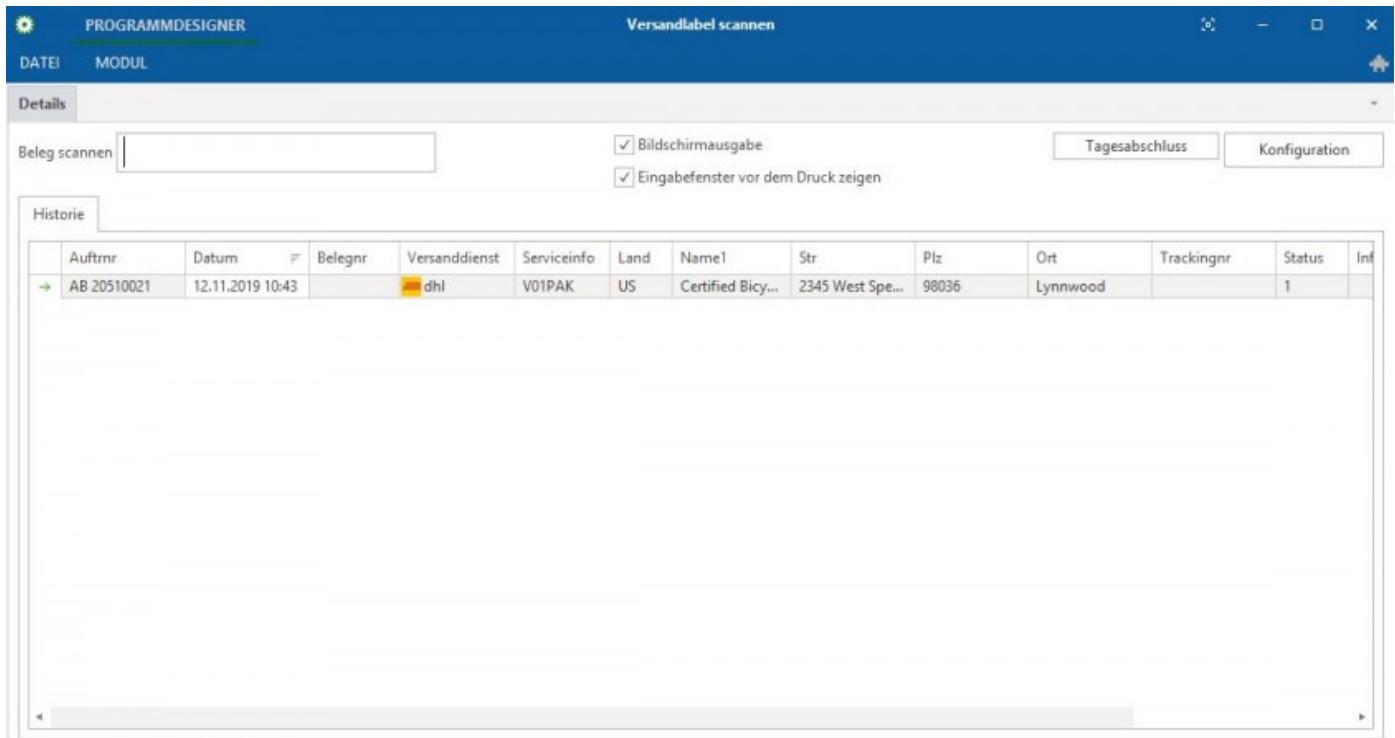 PROGRAMMDESIGNER Versandlabel scannen
DATEI MODUL
Details
Beleg scannen
Bildschirmausgabe
Tagesabschluss Konfiguration
Eingabefenster vor dem Druck zeigen
Historie
Auftrnr Datum Belegnr Versanddienst Serviceinfo Land Name1 Str Plz Ort Trackingnr Status Inf
AB 20510021 12.11.2019 10:43 dhl V01PAK US Certified Bicy... 2345 West Spe... 98036 Lynnwood 1